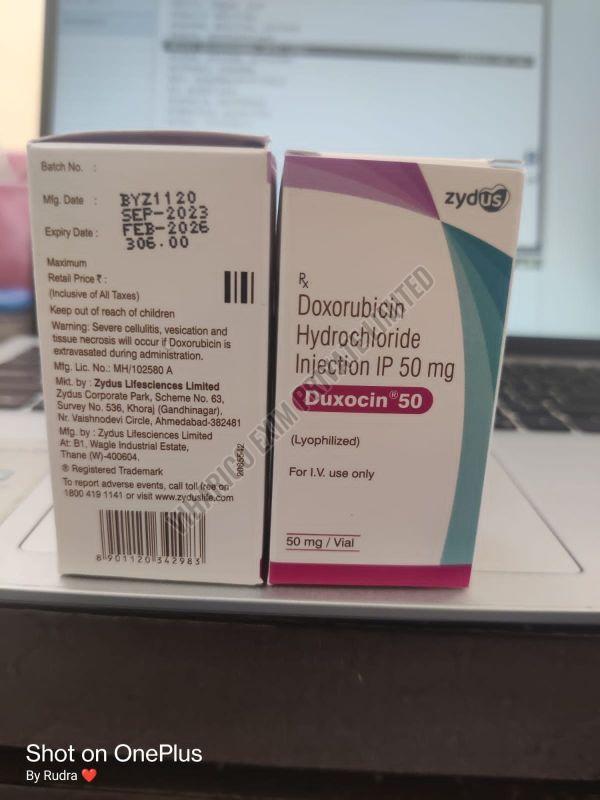 Batch No. :
Mfg. Date :
Expiry Date :
BYZ1120
SEP-2023
FEB-2026
306.00
Maximum
Retail Price ₹ :
(Inclusive of All Taxes)
Keep out of reach of children
Warning: Severe cellulitis, vesication and
tissue necrosis will occur if Doxorubicin is
extravasated during administration.
Mfg. Lic. No.: MH/102580 A
Mkt. by : Zydus Lifesciences Limited
Zydus Corporate Park, Scheme No. 63,
Survey No. 536, Khoraj (Gandhinagar),
Nr. Vaishnodevi Circle, Ahmedabad-382481
Mfg. by : Zydus Lifesciences Limited
At: B1, Wagle Industrial Estate,
Thane (W)-400604.
® Registered Trademark
To report adverse events, call toll free on
1800 419 1141 or visit www.zyduslife.com
8 901120 342983
zydus
Rx
Doxorubicin
Hydrochloride
Injection IP 50 mg
Duxocin® 50
(Lyophilized)
For I.V. use only
50 mg / Vial
Shot on OnePlus
By Rudra ❤️